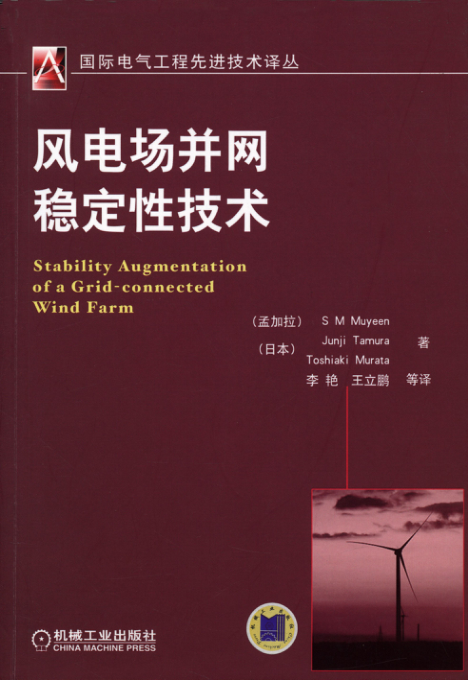 国际电气工程先进技术译丛
风电场并网
稳定性技术
Stability Augmentation
of a Grid-connected
Wind Farm
（孟加拉） S M Muyeen
（日本） Junji Tamura 著
Toshiaki Murata
李 艳 王立鹏 等译
机械工业出版社
CHINA MACHINE PRESS